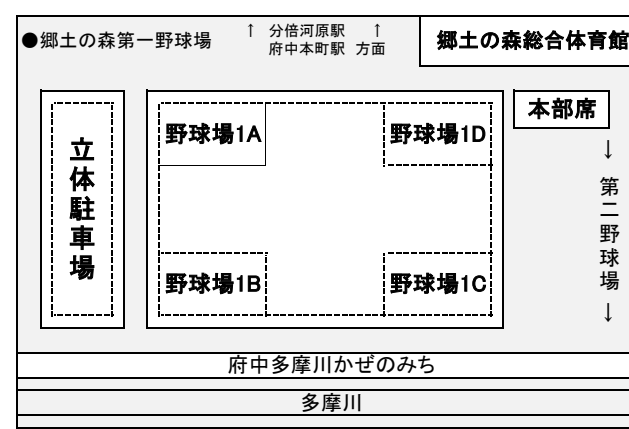 ●郷土の森第一野球場
↑ 分倍河原駅 ↑
府中本町駅 方面
郷土の森総合体育館
立体駐車場
野球場1A
野球場1D
野球場1B
野球場1C
本部席
↓ 第二野球場 ↓
府中多摩川かぜのみち
多摩川